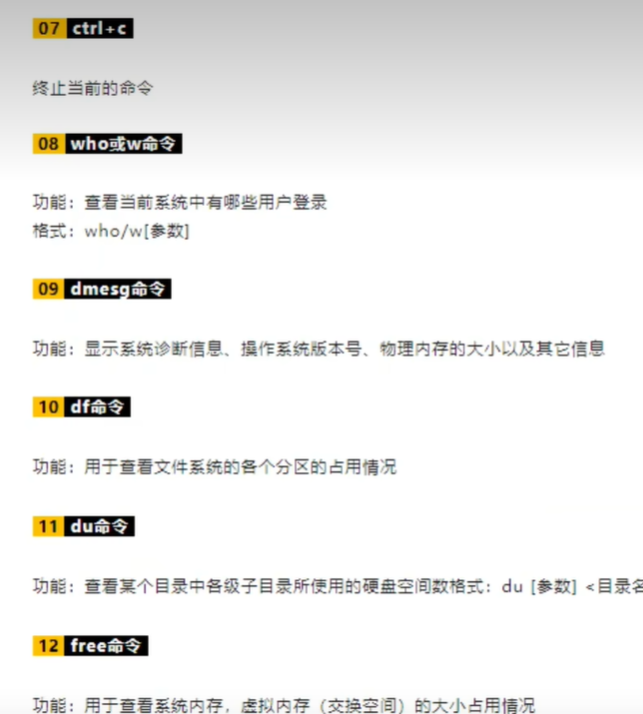 07 ctrl+c
终止当前的命令
08 who或w命令
功能：查看当前系统中有哪些用户登录
格式：who/w[参数]
09 dmesg命令
功能：显示系统诊断信息、操作系统版本号、物理内存的大小以及其它信息
10 df命令
功能：用于查看文件系统的各个分区的占用情况
11 du命令
功能：查看某个目录中各级子目录所使用的硬盘空间数格式：du [参数] <目录名
12 free命令
功能：用于查看系统内存，虚拟内存（交换空间）的大小占用情况